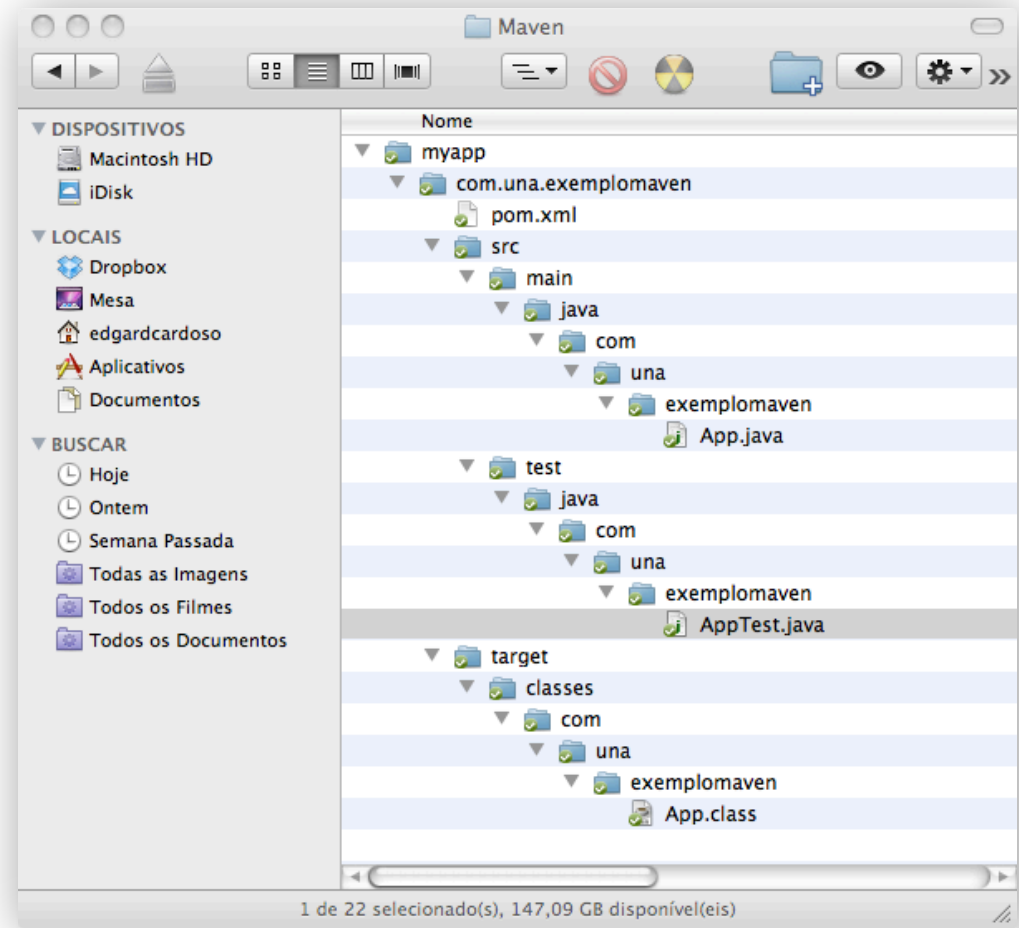 Maven
DISPOSITIVOS
Macintosh HD
iDisk
LOCAIS
Dropbox
Mesa
edgardcardoso
Aplicativos
Documentos
BUSCAR
Hoje
Ontem
Semana Passada
Todas as Imagens
Todos os Filmes
Todos os Documentos
Nome
myapp
com.una.exemplomaven
pom.xml
src
main
java
com
una
exemplomaven
App.java
test
java
com
una
exemplomaven
AppTest.java
target
classes
com
una
exemplomaven
App.class
1 de 22 selecionado(s), 147,09 GB disponível(eis)